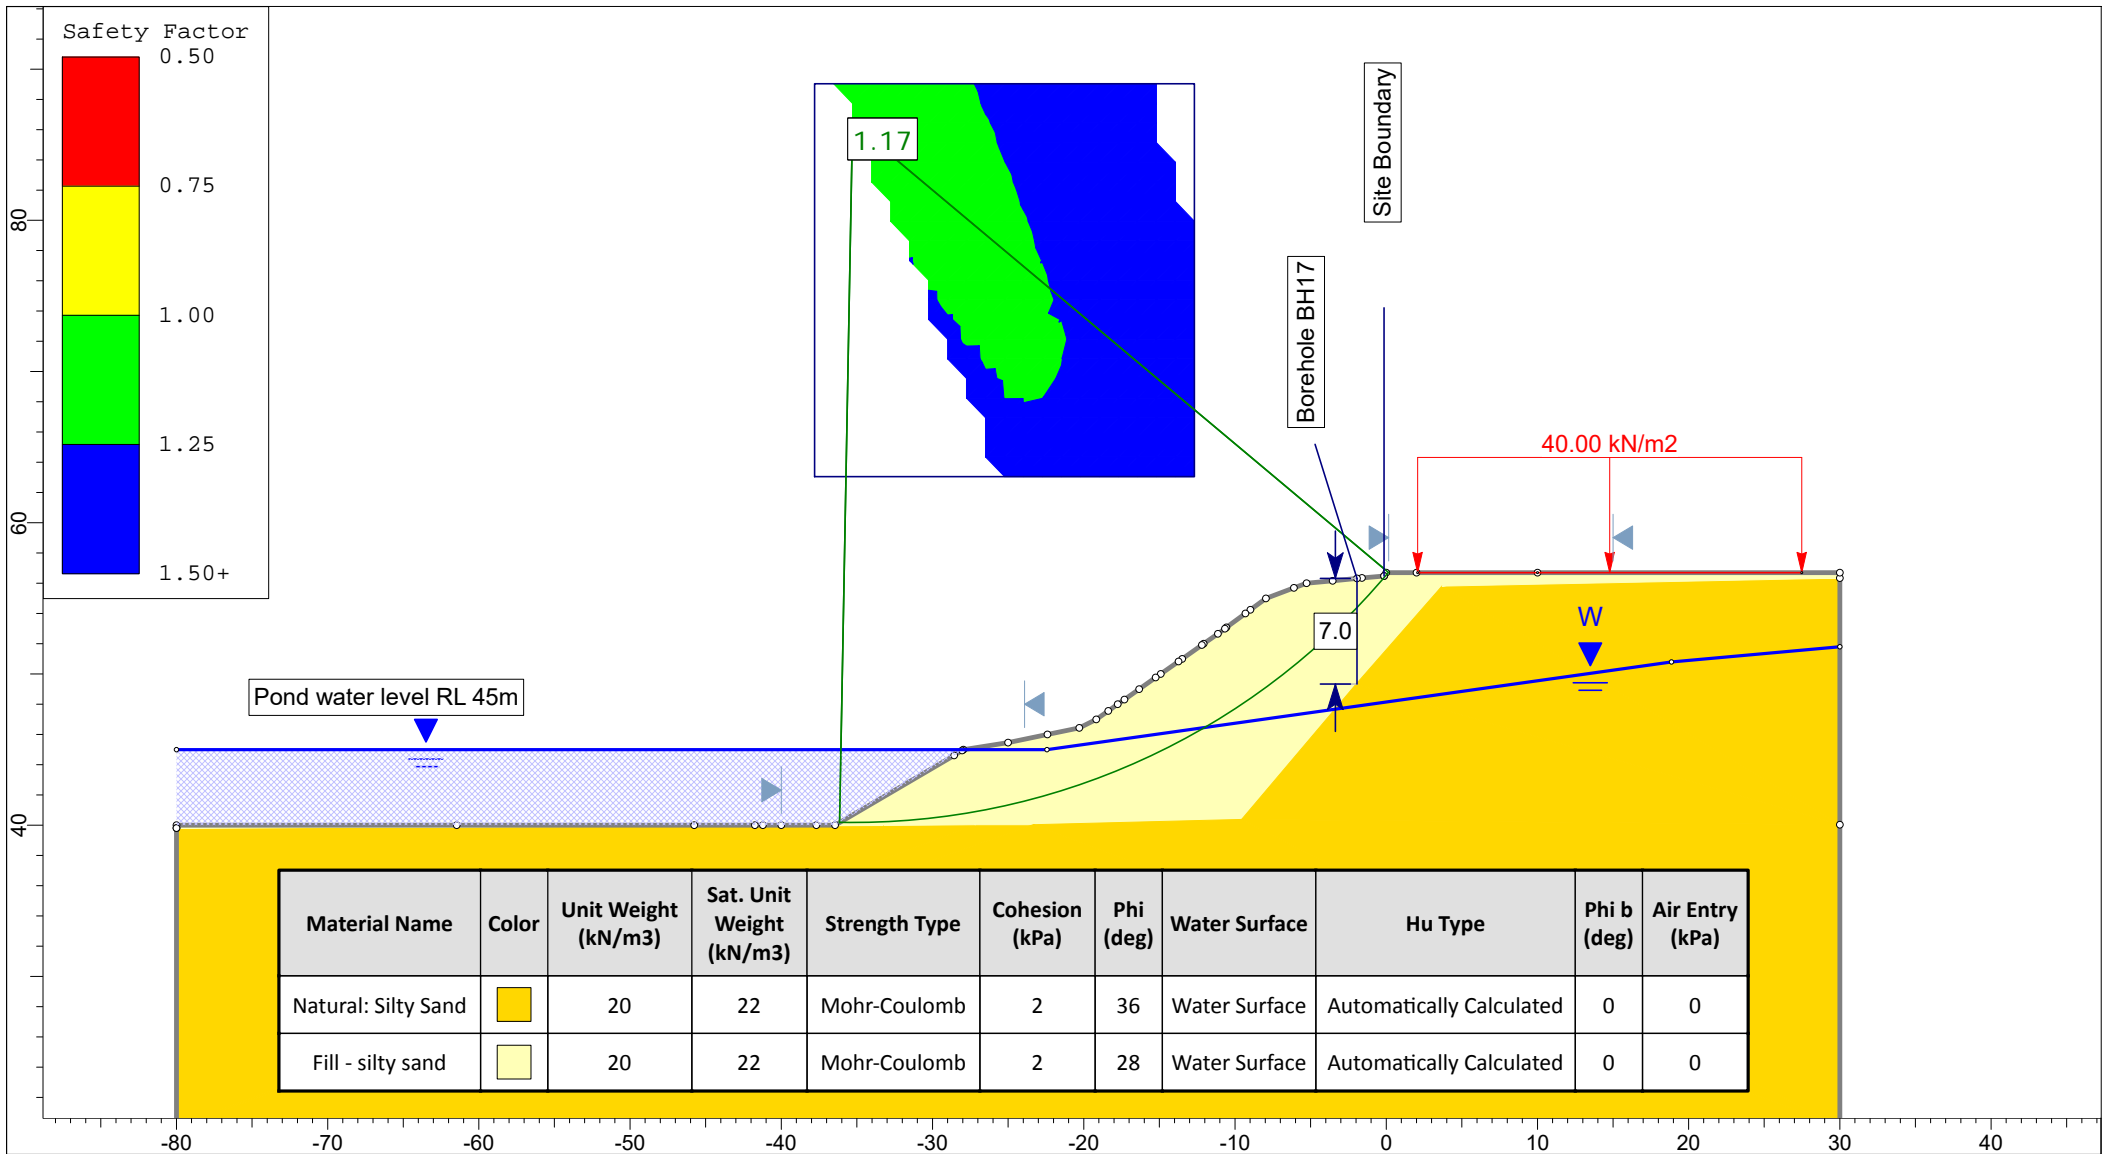 Safety Factor
0.50
0.75
1.00
1.25
1.50+
1.17
Site Boundary
Borehole BH17
40.00 kN/m2
7.0
W
Pond water level RL 45m
80
60
40
Material Name Color Unit Weight (kN/m3) Sat. Unit Weight (kN/m3) Strength Type Cohesion (kPa) Phi (deg) Water Surface Hu Type Phi b (deg) Air Entry (kPa)
Natural: Silty Sand 20 22 Mohr-Coulomb 2 36 Water Surface Automatically Calculated 0 0
Fill - silty sand 20 22 Mohr-Coulomb 2 28 Water Surface Automatically Calculated 0 0
-80 -70 -60 -50 -40 -30 -20 -10 0 10 20 30 40